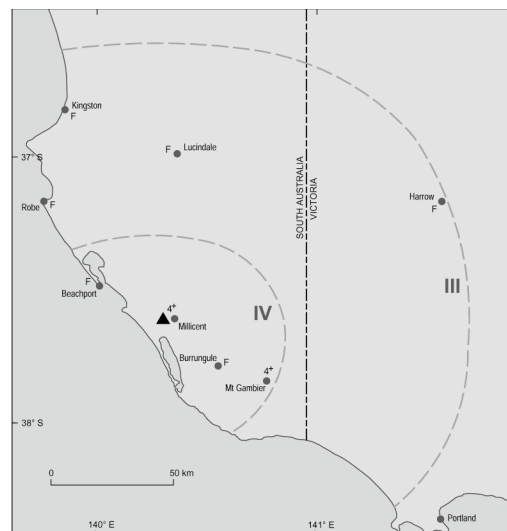 Kingston
F
F
Lucindale
37° S
Harrow
F
Robe
F
SOUTH AUSTRALIA
VICTORIA
F
Beachport
III
IV
4+
Millicent
Burrungule
F
4+
Mt Gambier
38° S
0
50 km
140° E
141° E
Portland